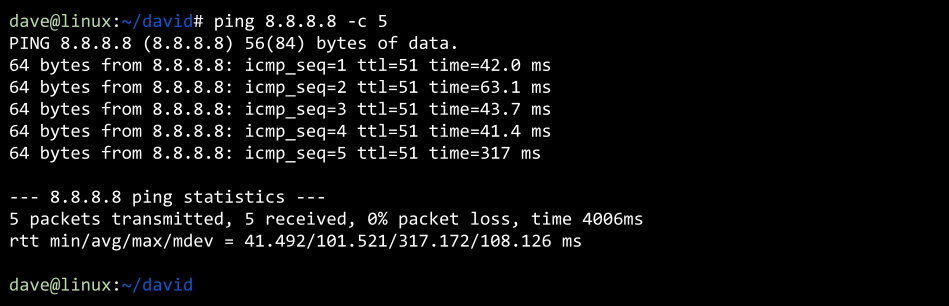 dave@linux:~/david# ping 8.8.8.8 -c 5
PING 8.8.8.8 (8.8.8.8) 56(84) bytes of data.
64 bytes from 8.8.8.8: icmp_seq=1 ttl=51 time=42.0 ms
64 bytes from 8.8.8.8: icmp_seq=2 ttl=51 time=63.1 ms
64 bytes from 8.8.8.8: icmp_seq=3 ttl=51 time=43.7 ms
64 bytes from 8.8.8.8: icmp_seq=4 ttl=51 time=41.4 ms
64 bytes from 8.8.8.8: icmp_seq=5 ttl=51 time=317 ms

--- 8.8.8.8 ping statistics ---
5 packets transmitted, 5 received, 0% packet loss, time 4006ms
rtt min/avg/max/mdev = 41.492/101.521/317.172/108.126 ms

dave@linux:~/david